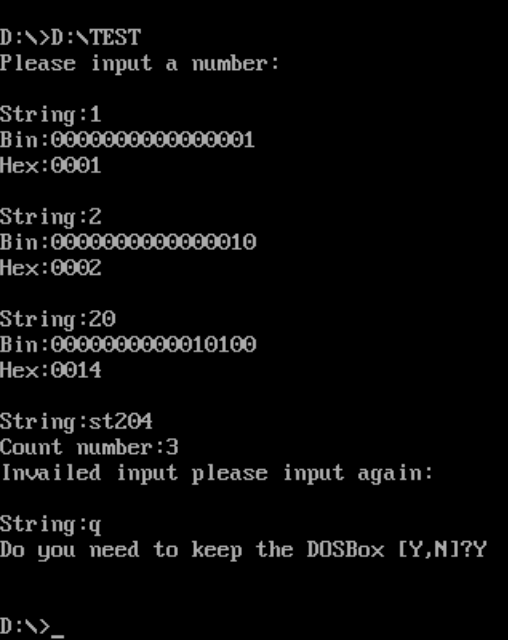 D:\>D:\TEST
Please input a number:
String:1
Bin:0000000000000001
Hex:0001
String:2
Bin:0000000000000010
Hex:0002
String:20
Bin:0000000000010100
Hex:0014
String:st204
Count number:3
Invailed input please input again:
String:q
Do you need to keep the DOSBox [Y,N]?Y
D:\>_